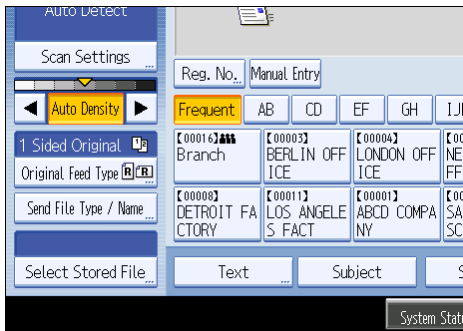 Auto Detect
Scan Settings
Reg. No.
Manual Entry
Auto Density
Frequent
AB
CD
EF
GH
1 Sided Original
[00016]
Branch
[00003]
BERLIN OFF
ICE
[00004]
LONDON OFF
ICE
Original Feed Type
Send File Type / Name
[00008]
DETROIT FA
CTORY
[00011]
LOS ANGELE
S FACT
[00001]
ABCD COMPA
NY
Select Stored File
Text
Subject
System Statu